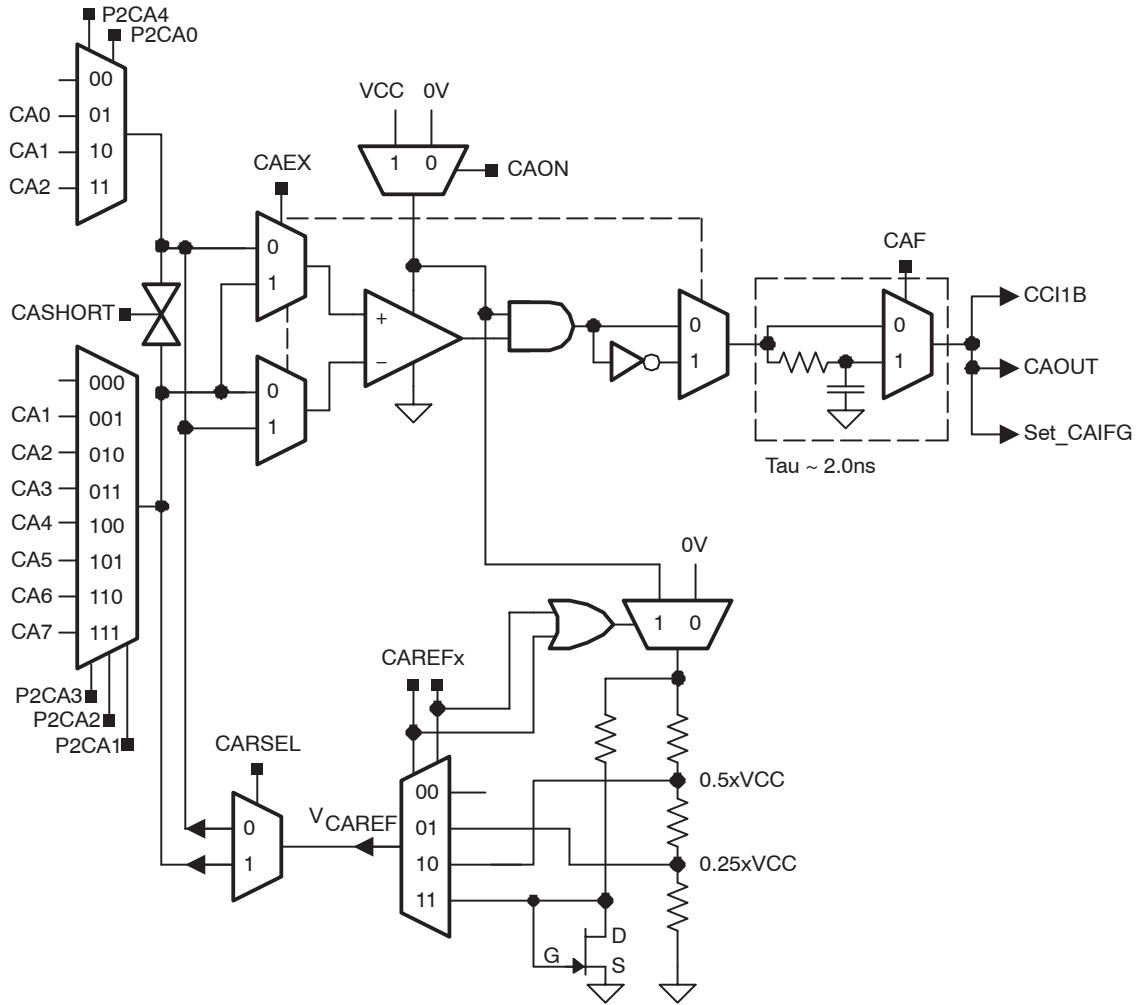 P2CA4
P2CA0
00
CA0 01
CA1 10
CA2 11
VCC 0V
1 0
CAON
CAEX
0
1
CASHORT
+
−
0
1
0
1
CAF
0
1
CCI1B
CAOUT
Set_CAIFG
Tau ~ 2.0ns
000
CA1 001
CA2 010
CA3 011
CA4 100
CA5 101
CA6 110
CA7 111
P2CA3
P2CA2
P2CA1
0V
1 0
CAREFx
CARSEL
0
1
VCAREF
00
01
10
11
0.5xVCC
0.25xVCC
G
D
S